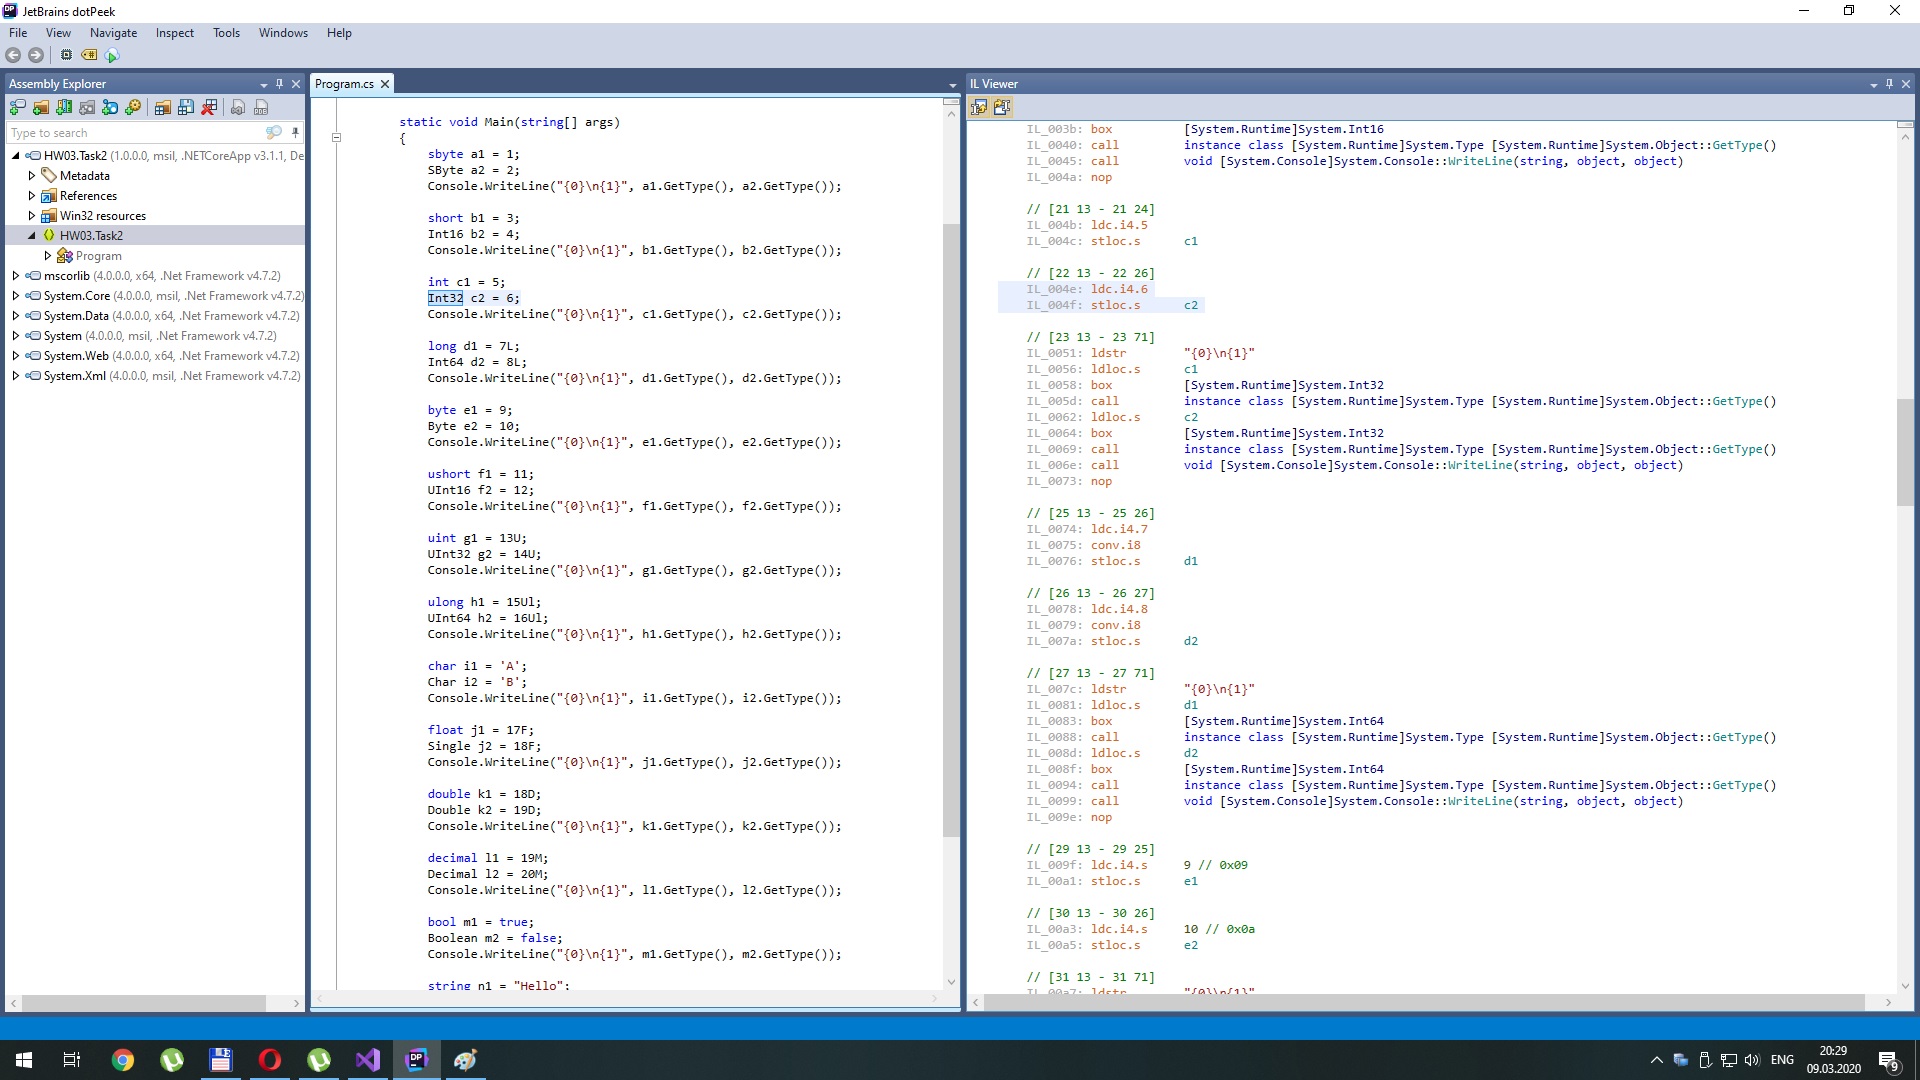 JetBrains dotPeek
File View Navigate Inspect Tools Windows Help
Assembly Explorer
Type to search
HW03.Task2 (1.0.0.0, msil, .NETCoreApp v3.1.1, De
Metadata
References
Win32 resources
HW03.Task2
Program
mscorlib (4.0.0.0, x64, .Net Framework v4.7.2)
System.Core (4.0.0.0, msil, .Net Framework v4.7.2)
System.Data (4.0.0.0, x64, .Net Framework v4.7.2)
System (4.0.0.0, msil, .Net Framework v4.7.2)
System.Web (4.0.0.0, x64, .Net Framework v4.7.2)
System.Xml (4.0.0.0, msil, .Net Framework v4.7.2)
Program.cs
static void Main(string[] args)
{
sbyte a1 = 1;
SByte a2 = 2;
Console.WriteLine("{0}\n{1}", a1.GetType(), a2.GetType());
short b1 = 3;
Int16 b2 = 4;
Console.WriteLine("{0}\n{1}", b1.GetType(), b2.GetType());
int c1 = 5;
Int32 c2 = 6;
Console.WriteLine("{0}\n{1}", c1.GetType(), c2.GetType());
long d1 = 7L;
Int64 d2 = 8L;
Console.WriteLine("{0}\n{1}", d1.GetType(), d2.GetType());
byte e1 = 9;
Byte e2 = 10;
Console.WriteLine("{0}\n{1}", e1.GetType(), e2.GetType());
ushort f1 = 11;
UInt16 f2 = 12;
Console.WriteLine("{0}\n{1}", f1.GetType(), f2.GetType());
uint g1 = 13U;
UInt32 g2 = 14U;
Console.WriteLine("{0}\n{1}", g1.GetType(), g2.GetType());
ulong h1 = 15Ul;
UInt64 h2 = 16Ul;
Console.WriteLine("{0}\n{1}", h1.GetType(), h2.GetType());
char i1 = 'A';
Char i2 = 'B';
Console.WriteLine("{0}\n{1}", i1.GetType(), i2.GetType());
float j1 = 17F;
Single j2 = 18F;
Console.WriteLine("{0}\n{1}", j1.GetType(), j2.GetType());
double k1 = 18D;
Double k2 = 19D;
Console.WriteLine("{0}\n{1}", k1.GetType(), k2.GetType());
decimal l1 = 19M;
Decimal l2 = 20M;
Console.WriteLine("{0}\n{1}", l1.GetType(), l2.GetType());
bool m1 = true;
Boolean m2 = false;
Console.WriteLine("{0}\n{1}", m1.GetType(), m2.GetType());
string n1 = "Hello";
IL Viewer
IL_003b: box [System.Runtime]System.Int16
IL_0040: call instance class [System.Runtime]System.Type [System.Runtime]System.Object::GetType()
IL_0045: call void [System.Console]System.Console::WriteLine(string, object, object)
IL_004a: nop
// [21 13 - 21 24]
IL_004b: ldc.i4.5
IL_004c: stloc.s c1
// [22 13 - 22 26]
IL_004e: ldc.i4.6
IL_004f: stloc.s c2
// [23 13 - 23 71]
IL_0051: ldstr "{0}\n{1}"
IL_0056: ldloc.s c1
IL_0058: box [System.Runtime]System.Int32
IL_005d: call instance class [System.Runtime]System.Type [System.Runtime]System.Object::GetType()
IL_0062: ldloc.s c2
IL_0064: box [System.Runtime]System.Int32
IL_0069: call instance class [System.Runtime]System.Type [System.Runtime]System.Object::GetType()
IL_006e: call void [System.Console]System.Console::WriteLine(string, object, object)
IL_0073: nop
// [25 13 - 25 26]
IL_0074: ldc.i4.7
IL_0075: conv.i8
IL_0076: stloc.s d1
// [26 13 - 26 27]
IL_0078: ldc.i4.8
IL_0079: conv.i8
IL_007a: stloc.s d2
// [27 13 - 27 71]
IL_007c: ldstr "{0}\n{1}"
IL_0081: ldloc.s d1
IL_0083: box [System.Runtime]System.Int64
IL_0088: call instance class [System.Runtime]System.Type [System.Runtime]System.Object::GetType()
IL_008d: ldloc.s d2
IL_008f: box [System.Runtime]System.Int64
IL_0094: call instance class [System.Runtime]System.Type [System.Runtime]System.Object::GetType()
IL_0099: call void [System.Console]System.Console::WriteLine(string, object, object)
IL_009e: nop
// [29 13 - 29 25]
IL_009f: ldc.i4.s 9 // 0x09
IL_00a1: stloc.s e1
// [30 13 - 30 26]
IL_00a3: ldc.i4.s 10 // 0x0a
IL_00a5: stloc.s e2
// [31 13 - 31 71]
IL_00a7: ldstr "{0}\n{1}"
ENG
20:29
09.03.2020
9